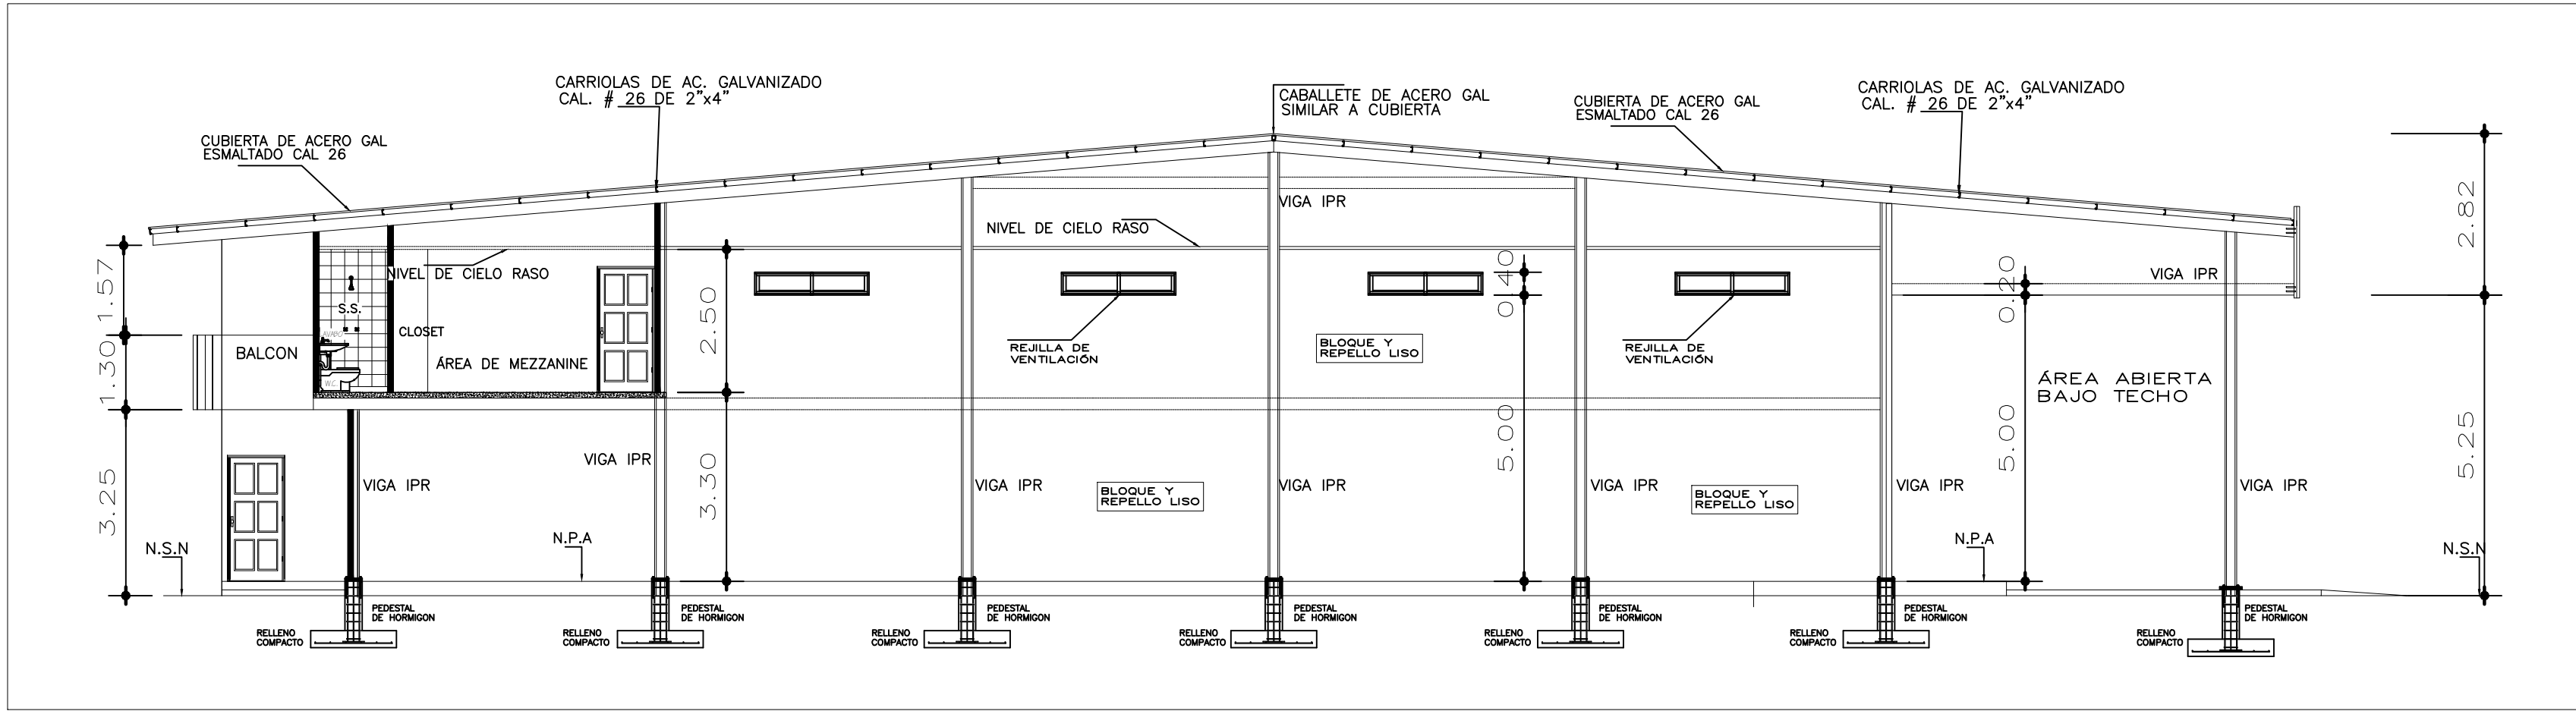 CARRIOLAS DE AC. GALVANIZADO
CAL. # 26 DE 2"x4"
CABALLETE DE ACERO GAL
SIMILAR A CUBIERTA
CUBIERTA DE ACERO GAL
ESMALTADO CAL 26
CARRIOLAS DE AC. GALVANIZADO
CAL. # 26 DE 2"x4"
CUBIERTA DE ACERO GAL
ESMALTADO CAL 26
VIGA IPR
NIVEL DE CIELO RASO
2.82
NIVEL DE CIELO RASO
VIGA IPR
1.57
0.40
0.20
S.S.
2.50
LAVABO
CLOSET
BALCON
ÁREA DE MEZZANINE
W.C.
1.30
REJILLA DE
VENTILACIÓN
BLOQUE Y
REPELLO LISO
REJILLA DE
VENTILACIÓN
ÁREA ABIERTA
BAJO TECHO
5.00
5.00
5.25
3.25
VIGA IPR
VIGA IPR
3.30
VIGA IPR
BLOQUE Y
REPELLO LISO
VIGA IPR
VIGA IPR
BLOQUE Y
REPELLO LISO
VIGA IPR
VIGA IPR
N.S.N
N.P.A
N.P.A
N.S.N
PEDESTAL
DE HORMIGON
PEDESTAL
DE HORMIGON
PEDESTAL
DE HORMIGON
PEDESTAL
DE HORMIGON
PEDESTAL
DE HORMIGON
PEDESTAL
DE HORMIGON
PEDESTAL
DE HORMIGON
RELLENO
COMPACTO
RELLENO
COMPACTO
RELLENO
COMPACTO
RELLENO
COMPACTO
RELLENO
COMPACTO
RELLENO
COMPACTO
RELLENO
COMPACTO